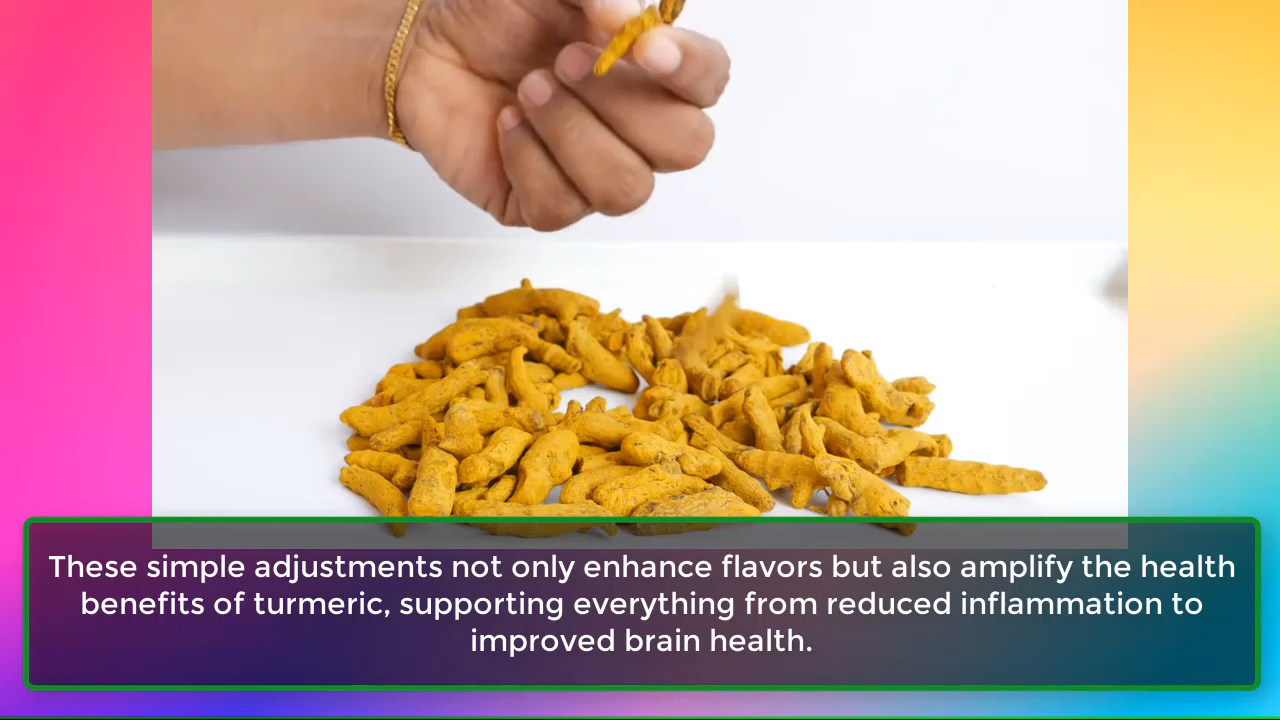 These simple adjustments not only enhance flavors but also amplify the health
benefits of turmeric, supporting everything from reduced inflammation to
improved brain health.